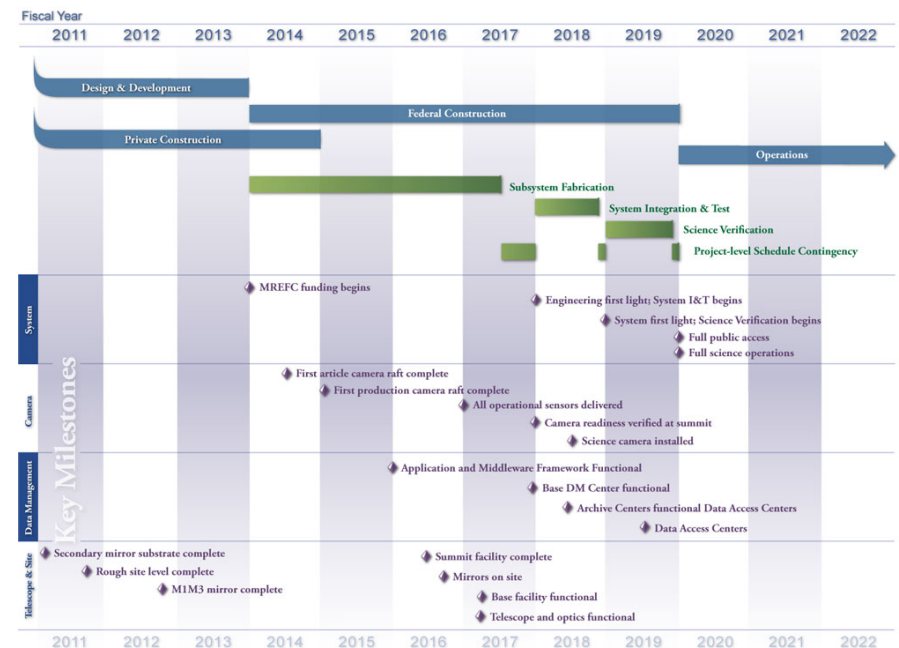 Fiscal Year
2011 2012 2013 2014 2015 2016 2017 2018 2019 2020 2021 2022
Design & Development
Federal Construction
Private Construction
Operations
Subsystem Fabrication
System Integration & Test
Science Verification
Project-level Schedule Contingency
Key Milestones
System
MREFC funding begins
Engineering first light; System I&T begins
System first light; Science Verification begins
Full public access
Full science operations
Camera
First article camera raft complete
First production camera raft complete
All operational sensors delivered
Camera readiness verified at summit
Science camera installed
Data Management
Application and Middleware Framework Functional
Base DM Center functional
Archive Centers functional Data Access Centers
Data Access Centers
Telescope & Site
Secondary mirror substrate complete
Summit facility complete
Rough site level complete
Mirrors on site
M1M3 mirror complete
Base facility functional
Telescope and optics functional
2011 2012 2013 2014 2015 2016 2017 2018 2019 2020 2021 2022